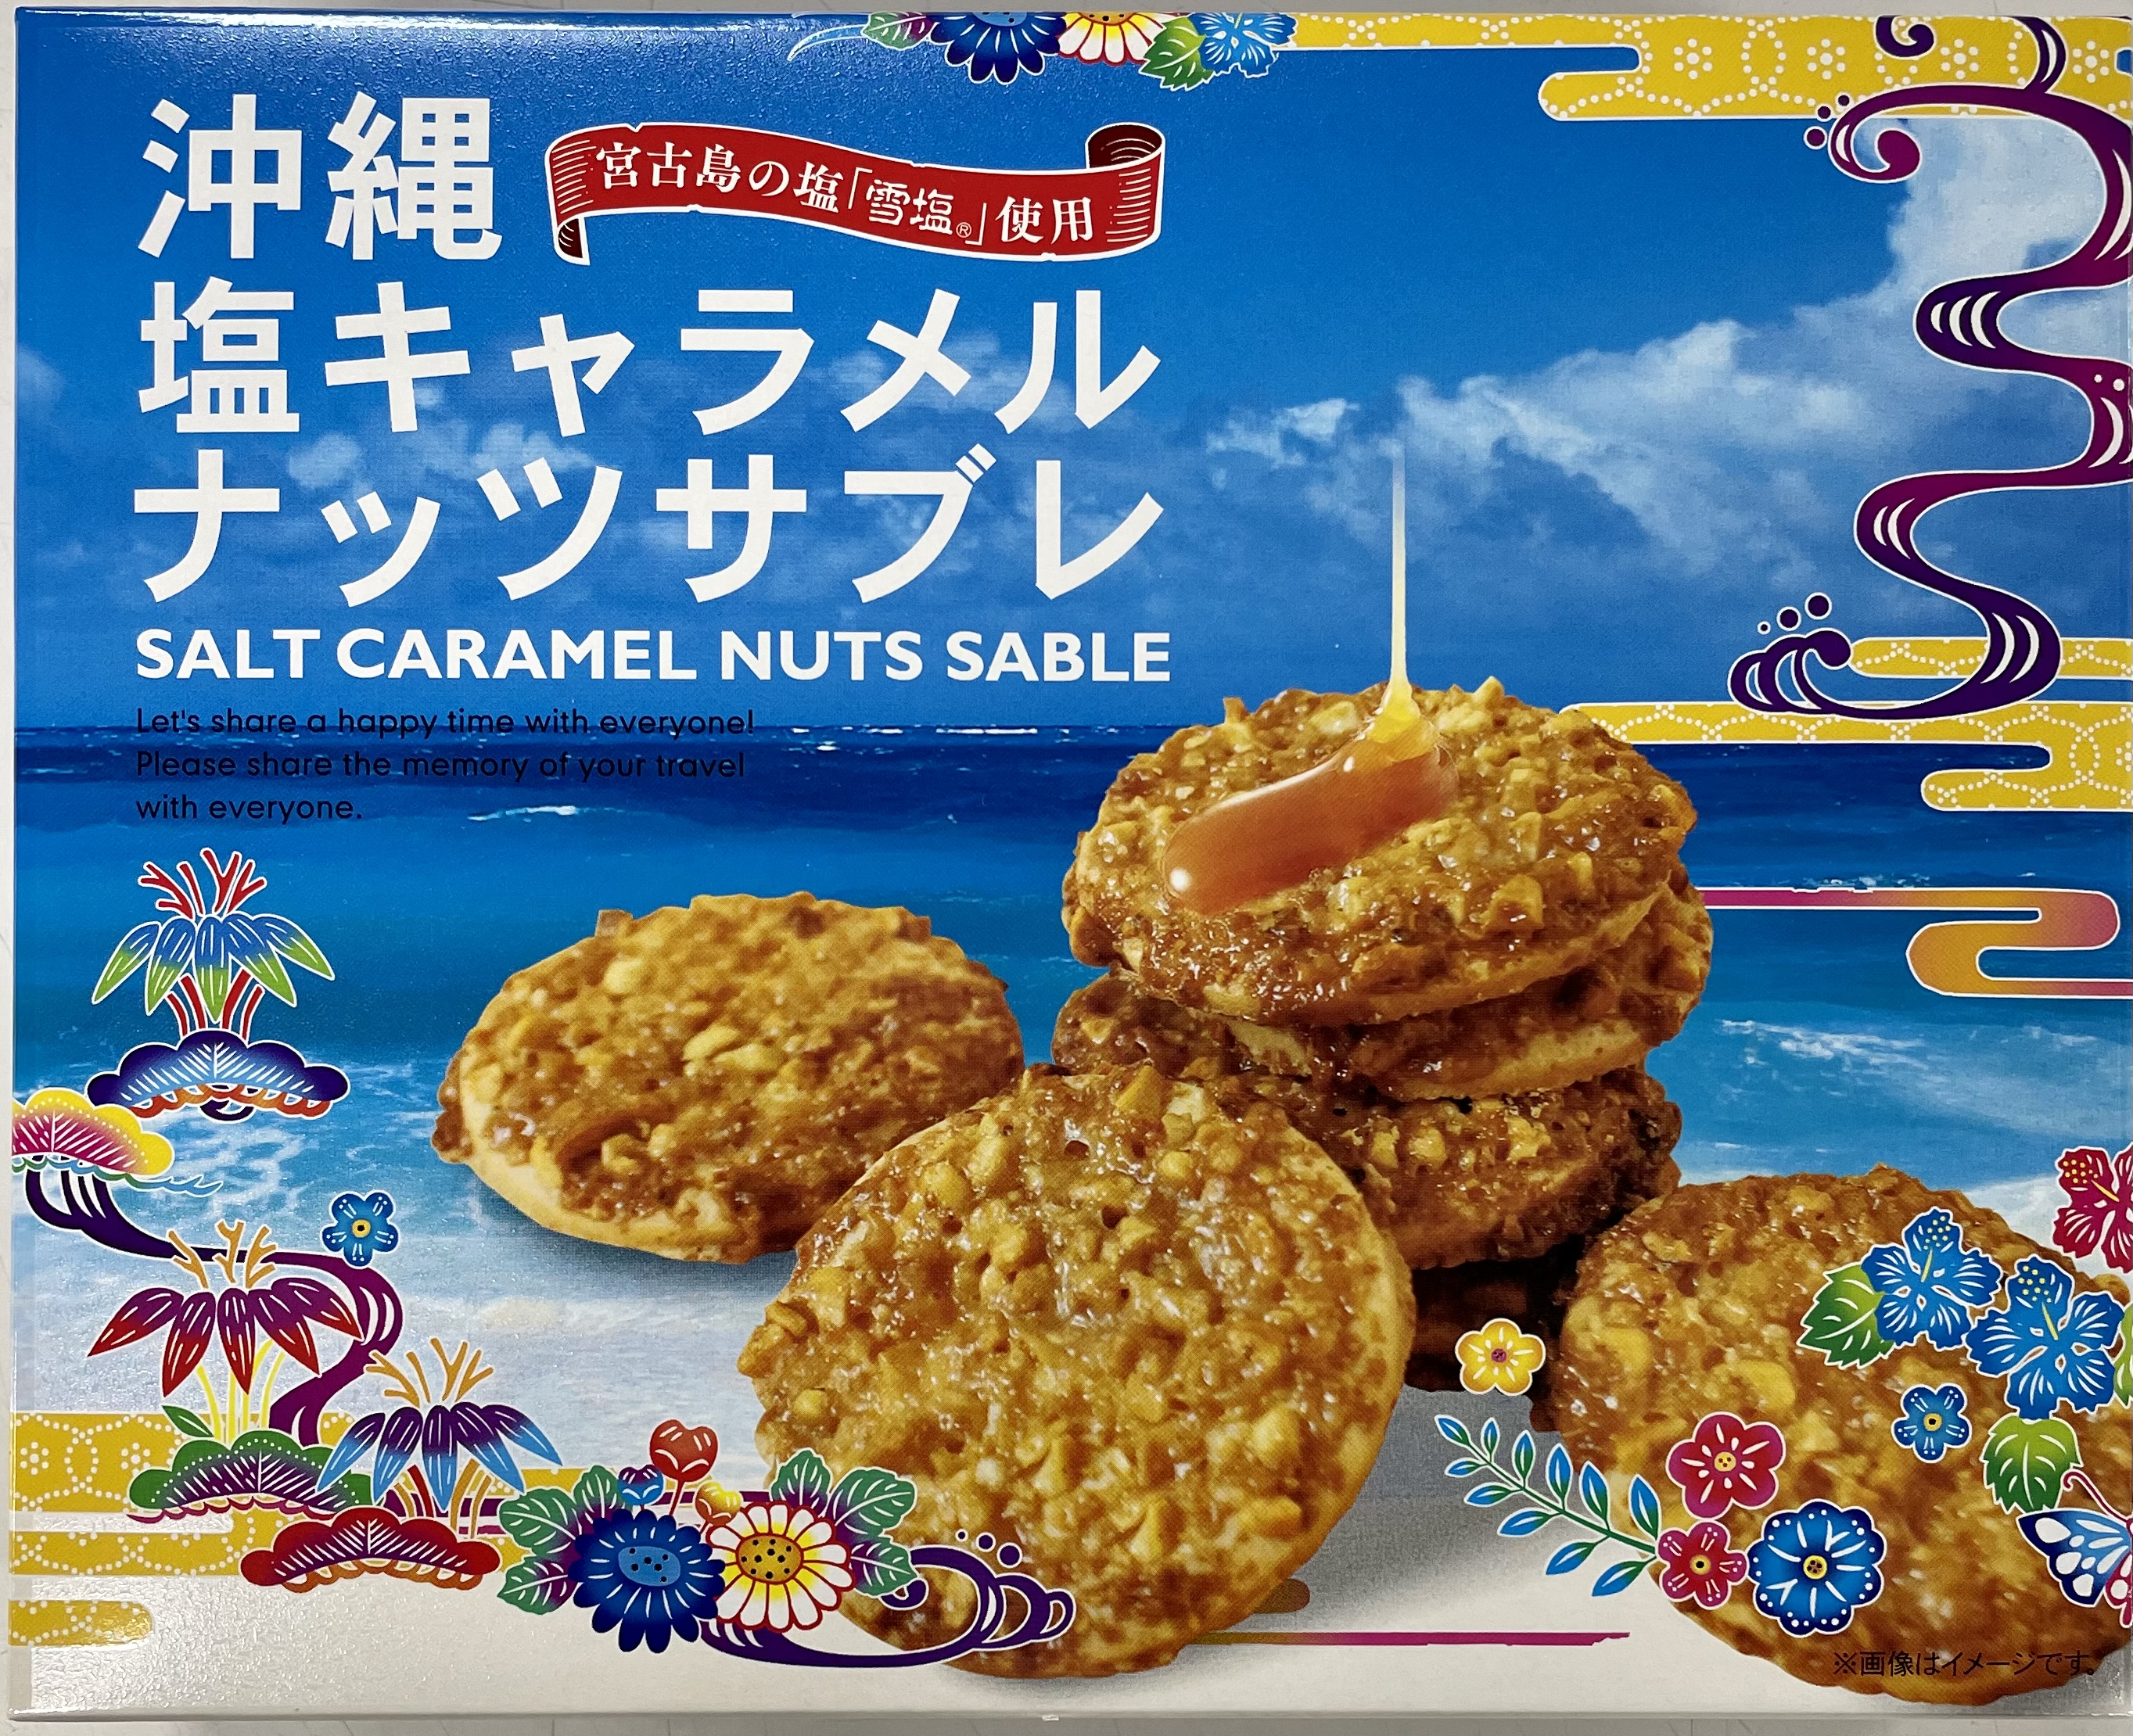 沖縄
宮古島の塩「雪塩®」使用
塩キャラメル
ナッツサブレ
SALT CARAMEL NUTS SABLE
Let's share a happy time with everyone!
Please share the memory of your travel
with everyone.
※画像はイメージです。